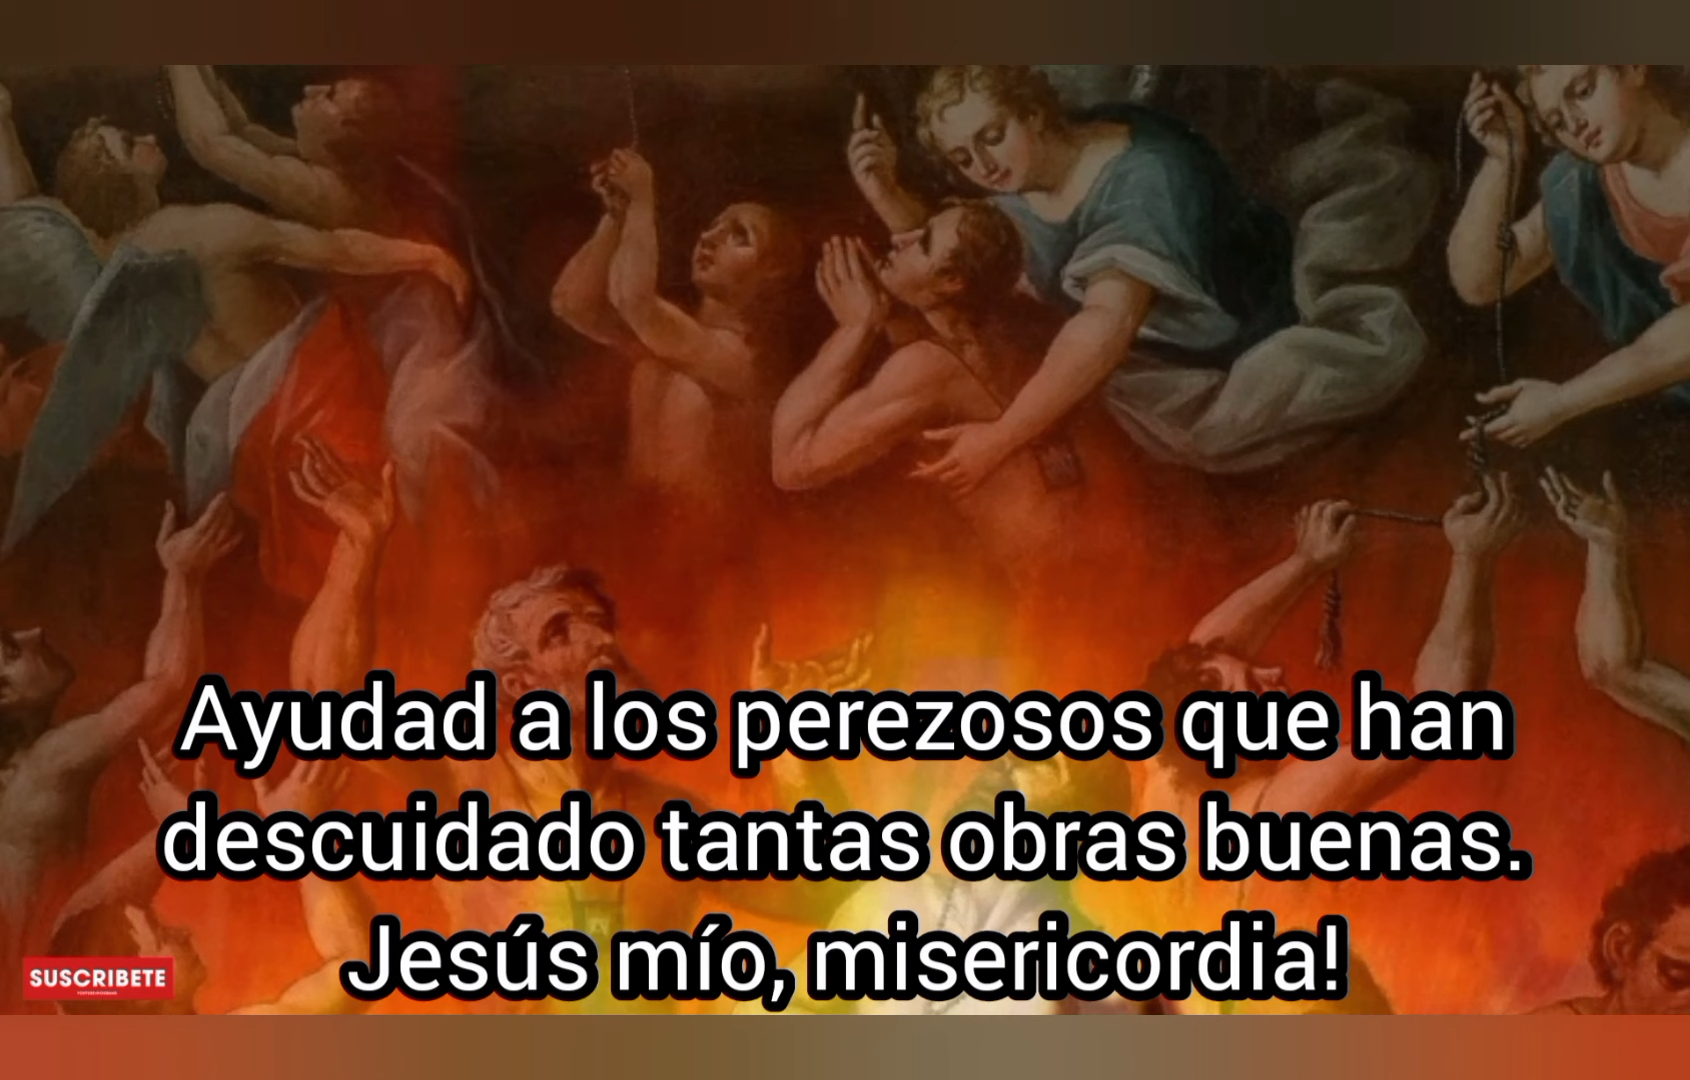 Ayudad a los perezosos que han
descuidado tantas obras buenas.
Jesús mío, misericordia!
SUSCRIBETE